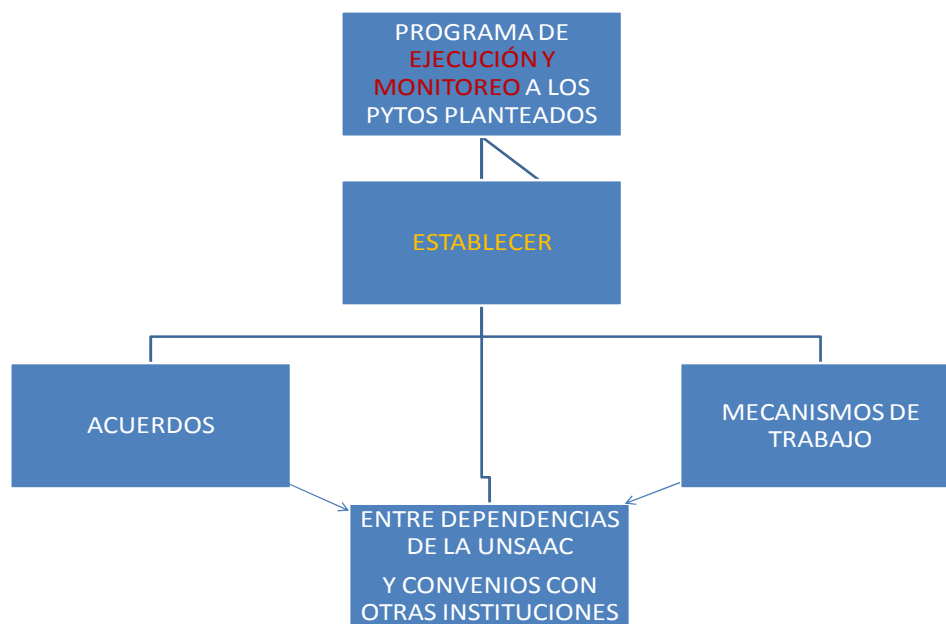 PROGRAMA DE
EJECUCIÓN Y
MONITOREO A LOS
PYTOS PLANTEADOS
ESTABLECER
ACUERDOS
MECANISMOS DE
TRABAJO
ENTRE DEPENDENCIAS
DE LA UNSAAC
Y CONVENIOS CON
OTRAS INSTITUCIONES